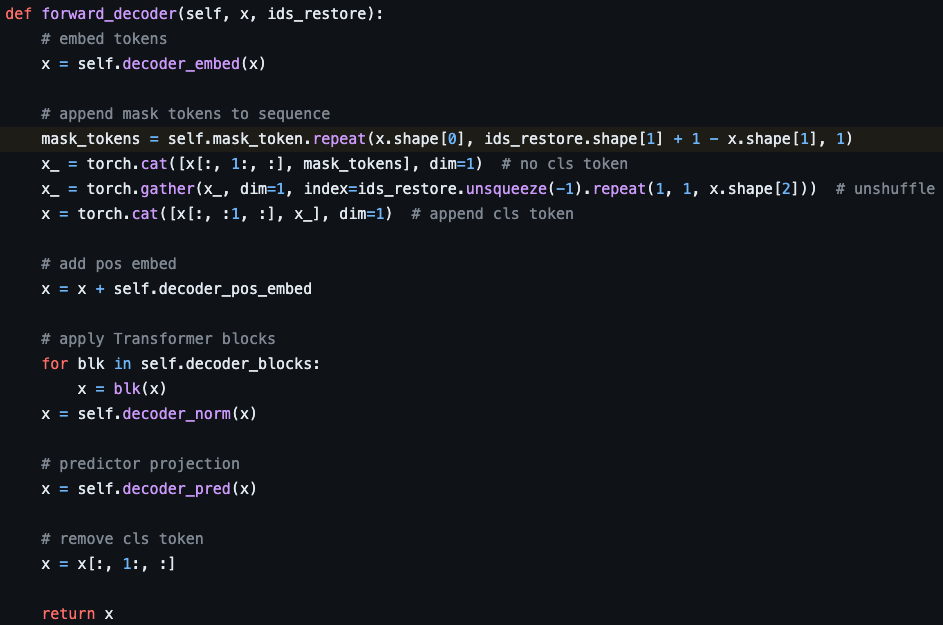 def forward_decoder(self, x, ids_restore):
    # embed tokens
    x = self.decoder_embed(x)

    # append mask tokens to sequence
    mask_tokens = self.mask_token.repeat(x.shape[0], ids_restore.shape[1] + 1 - x.shape[1], 1)
    x_ = torch.cat([x[:, 1:, :], mask_tokens], dim=1)  # no cls token
    x_ = torch.gather(x_, dim=1, index=ids_restore.unsqueeze(-1).repeat(1, 1, x.shape[2]))  # unshuffle
    x = torch.cat([x[:, :1, :], x_], dim=1)  # append cls token

    # add pos embed
    x = x + self.decoder_pos_embed

    # apply Transformer blocks
    for blk in self.decoder_blocks:
        x = blk(x)
    x = self.decoder_norm(x)

    # predictor projection
    x = self.decoder_pred(x)

    # remove cls token
    x = x[:, 1:, :]

    return x